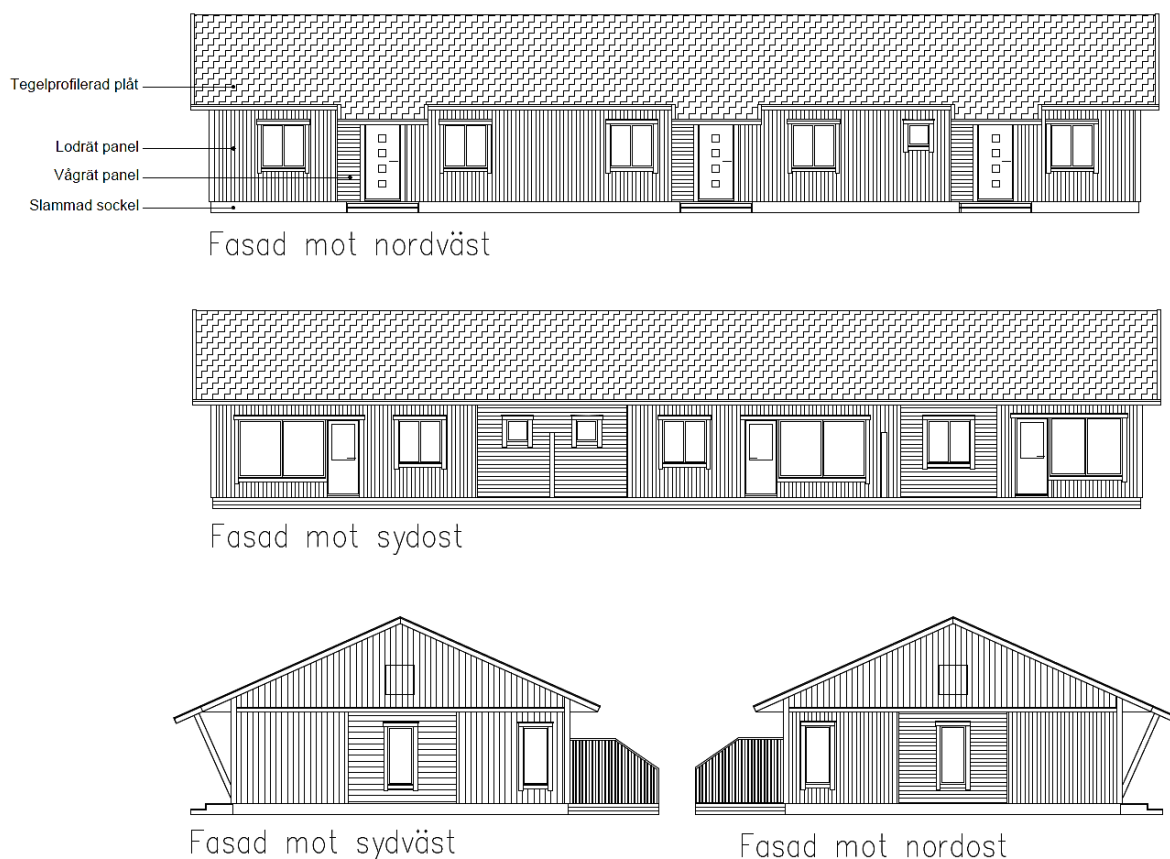 Tegelprofilerad plåt
Lodrät panel
Vågrät panel
Slammad sockel
Fasad mot nordväst
Fasad mot sydost
Fasad mot sydväst
Fasad mot nordost